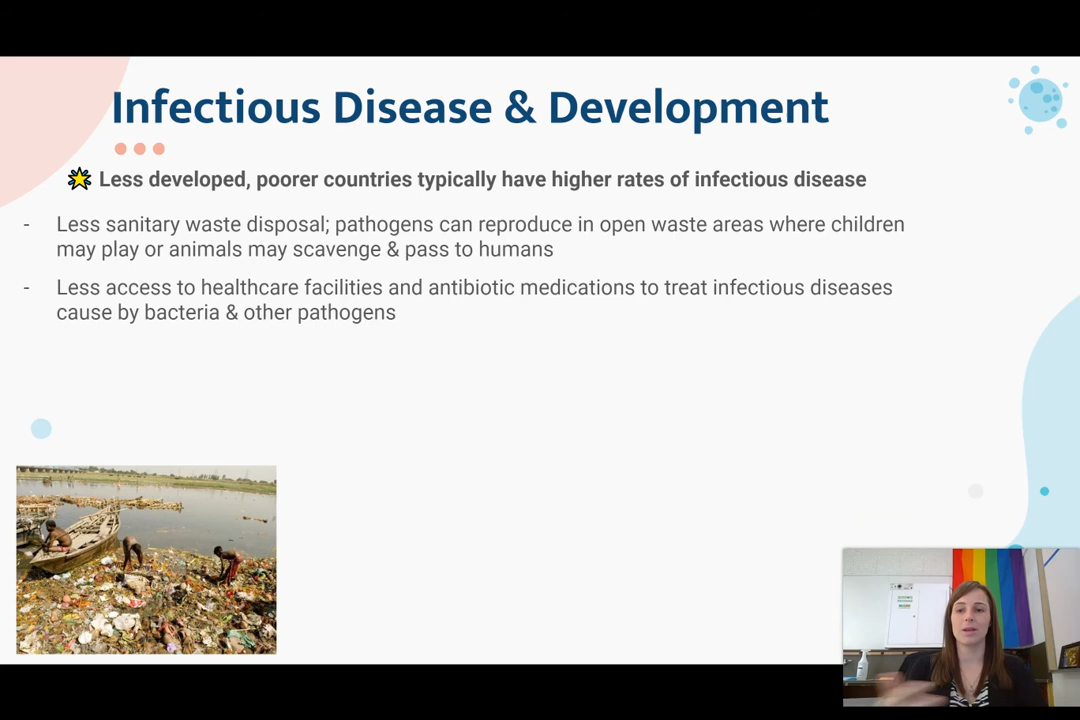 Infectious Disease & Development
Less developed, poorer countries typically have higher rates of infectious disease
- Less sanitary waste disposal; pathogens can reproduce in open waste areas where children
may play or animals may scavenge & pass to humans
- Less access to healthcare facilities and antibiotic medications to treat infectious diseases
cause by bacteria & other pathogens